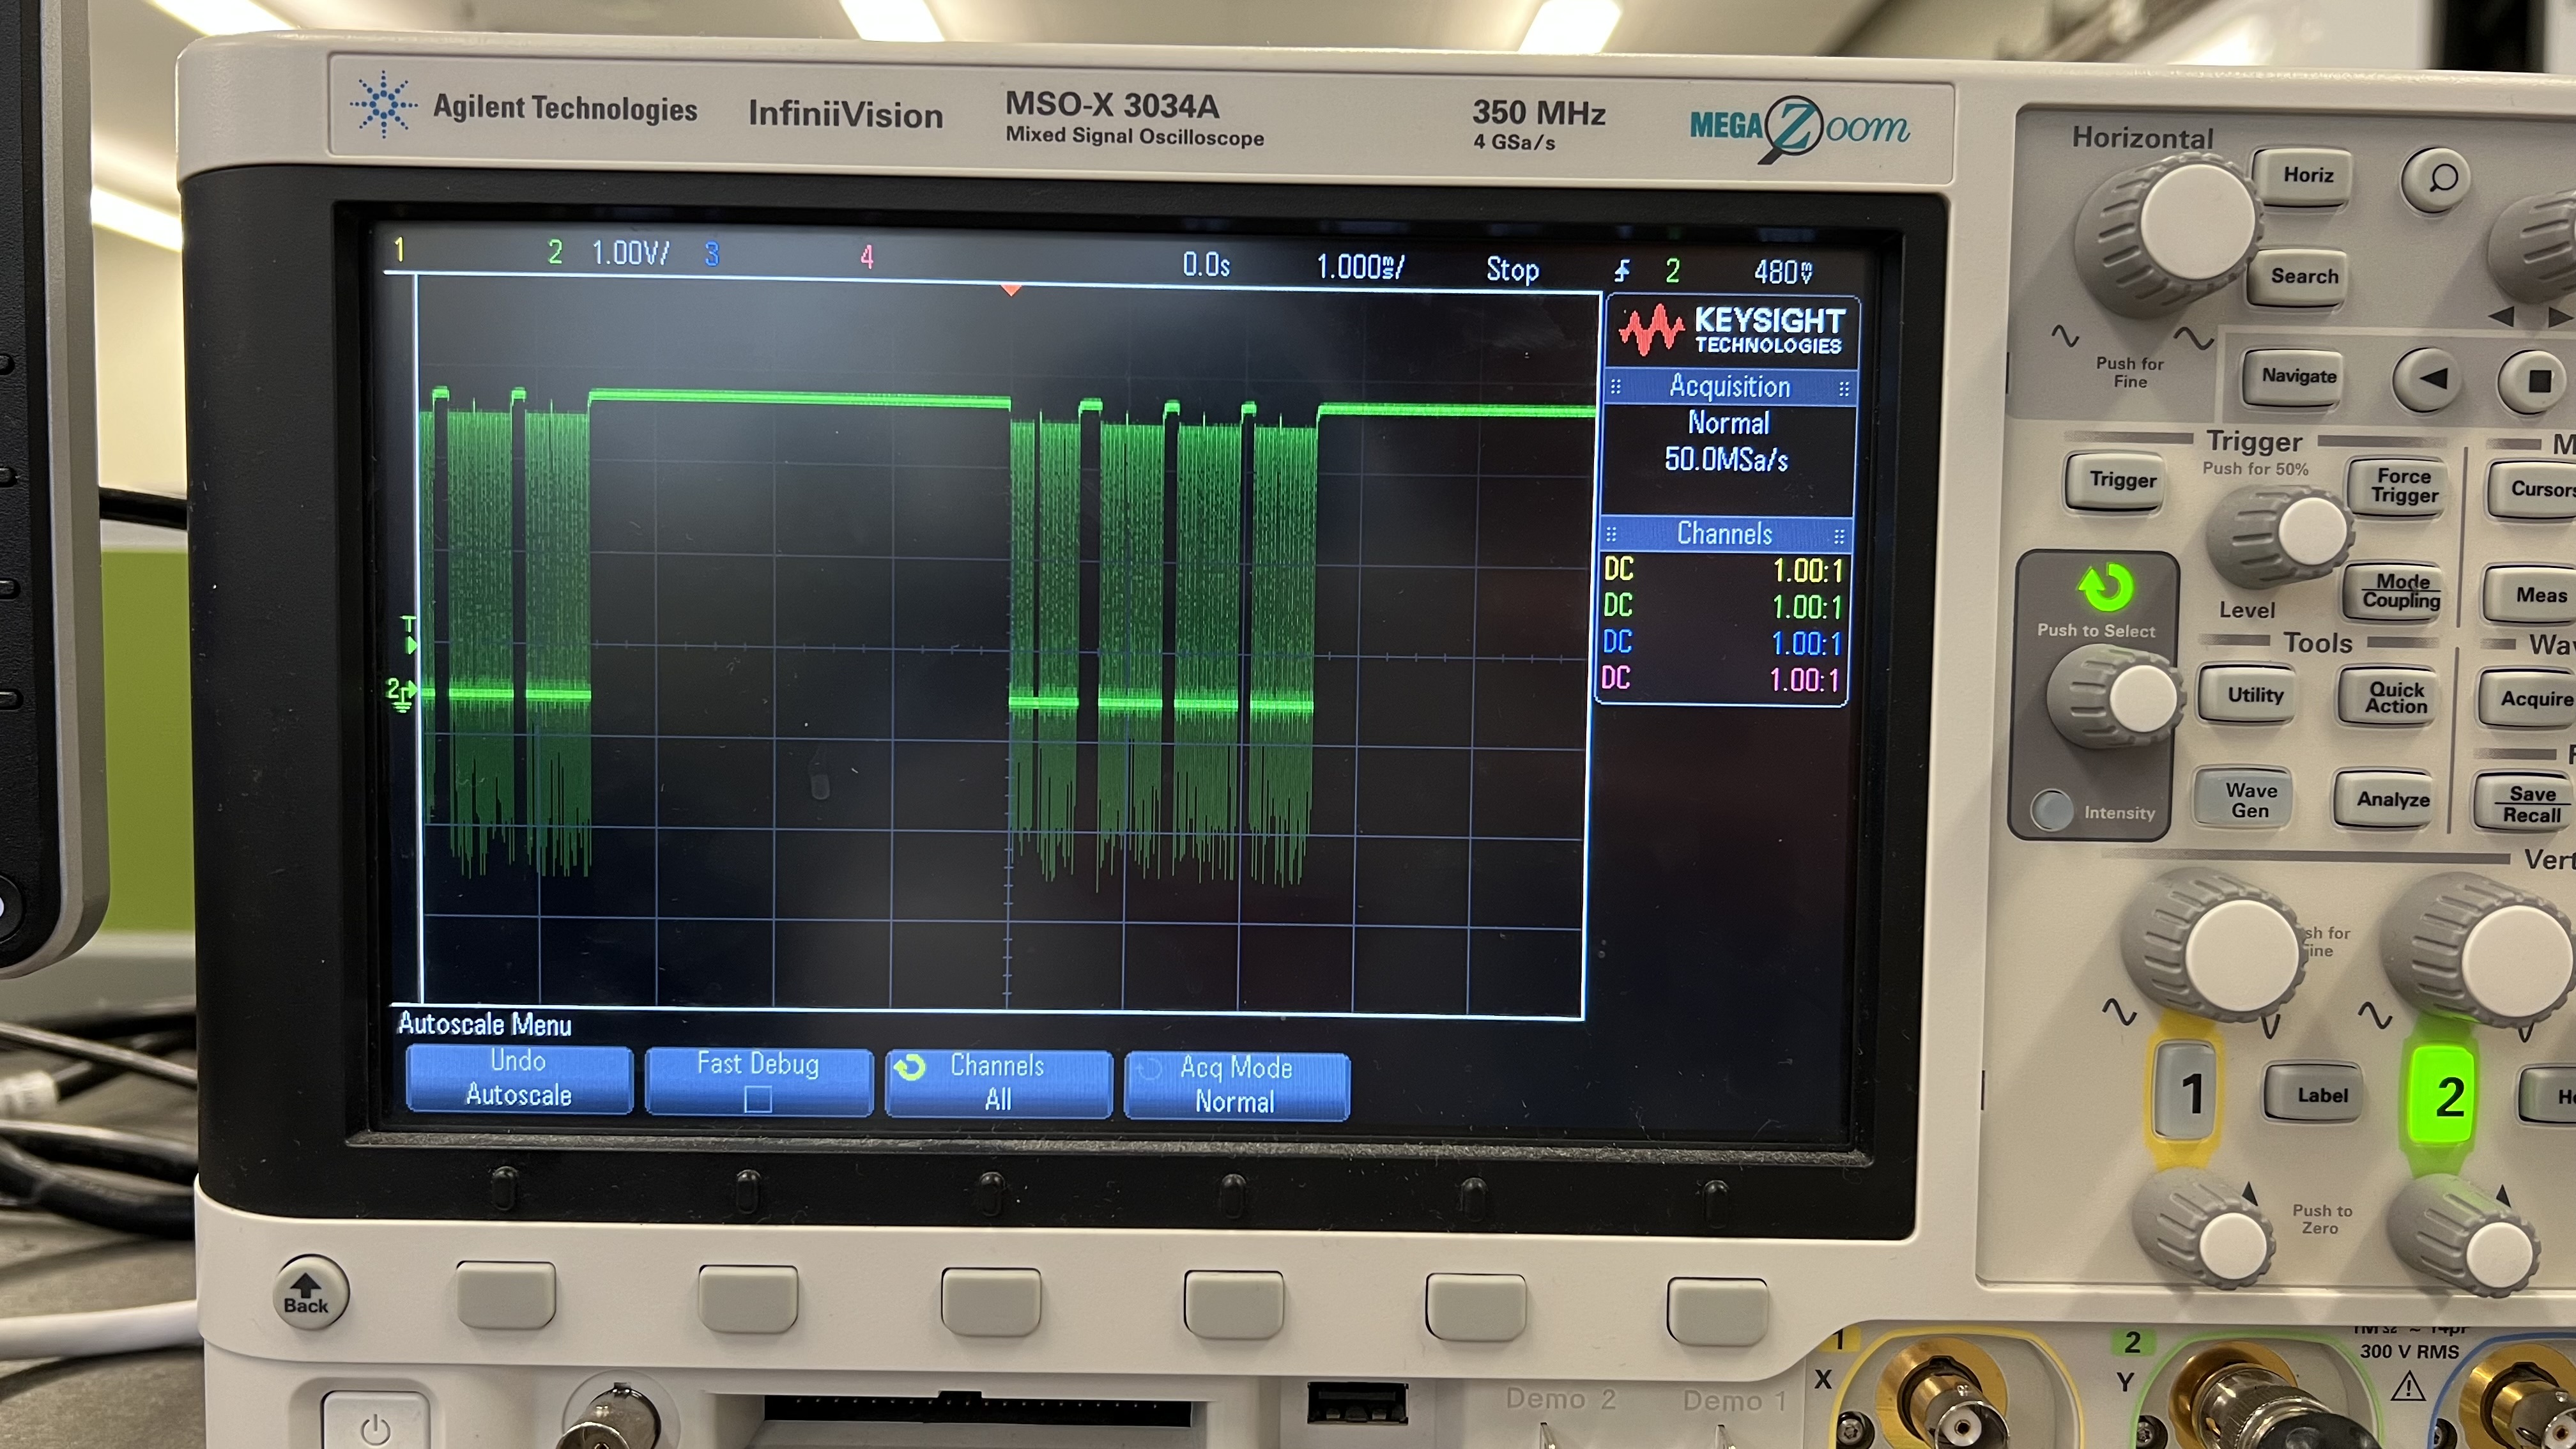 Agilent Technologies InfiniiVision MSO-X 3034A 350 MHz MEGA Zoom
Mixed Signal Oscilloscope 4 GSa/s
1 2 1.00V/ 3 4 0.0s 1.000ms/ Stop 2 480mV
KEYSIGHT
TECHNOLOGIES
Acquisition
Normal
50.0MSa/s
Channels
DC 1.00:1
DC 1.00:1
DC 1.00:1
DC 1.00:1
T
2
Autoscale Menu
Undo
Autoscale
Fast Debug
Channels
All
Acq Mode
Normal
Back
Horizontal
Horiz
Search
Push for
Fine
Navigate
Trigger
Push for 50%
Trigger
Force
Trigger
Level
Mode
Coupling
Cursors
Meas
Push to Select
Intensity
Tools
Utility
Quick
Action
Acquire
Wave
Gen
Analyze
Save
Recall
Vert
1
Label
2
Push to
Zero
Demo 2
Demo 1
1
X
2
Y
300 V RMS